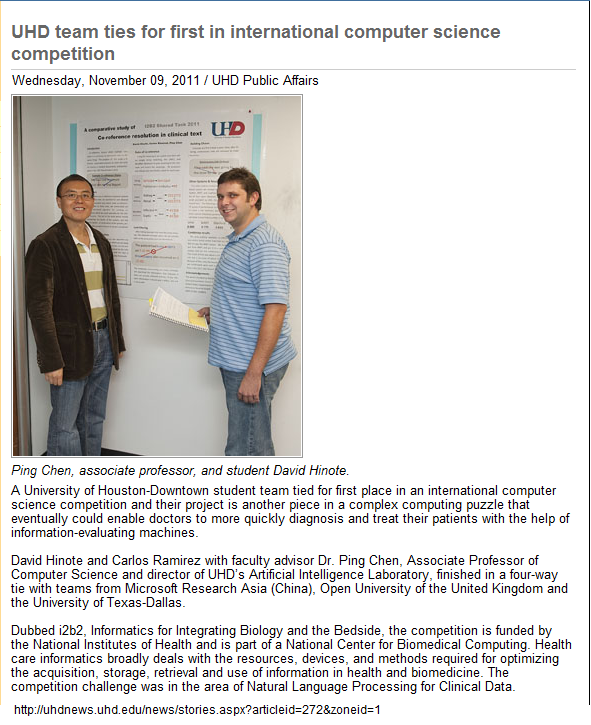 UHD team ties for first in international computer science
competition
Wednesday, November 09, 2011 / UHD Public Affairs
A comparative study of
i2b2 Shared Task 2011
Co-reference resolution in clinical text
UHD
Ping Chen, associate professor, and student David Hinote.
A University of Houston-Downtown student team tied for first place in an international computer
science competition and their project is another piece in a complex computing puzzle that
eventually could enable doctors to more quickly diagnosis and treat their patients with the help of
information-evaluating machines.
David Hinote and Carlos Ramirez with faculty advisor Dr. Ping Chen, Associate Professor of
Computer Science and director of UHD's Artificial Intelligence Laboratory, finished in a four-way
tie with teams from Microsoft Research Asia (China), Open University of the United Kingdom and
the University of Texas-Dallas.
Dubbed i2b2, Informatics for Integrating Biology and the Bedside, the competition is funded by
the National Institutes of Health and is part of a National Center for Biomedical Computing. Health
care informatics broadly deals with the resources, devices, and methods required for optimizing
the acquisition, storage, retrieval and use of information in health and biomedicine. The
competition challenge was in the area of Natural Language Processing for Clinical Data.
http://uhdnews.uhd.edu/news/stories.aspx?articleid=272&zoneid=1